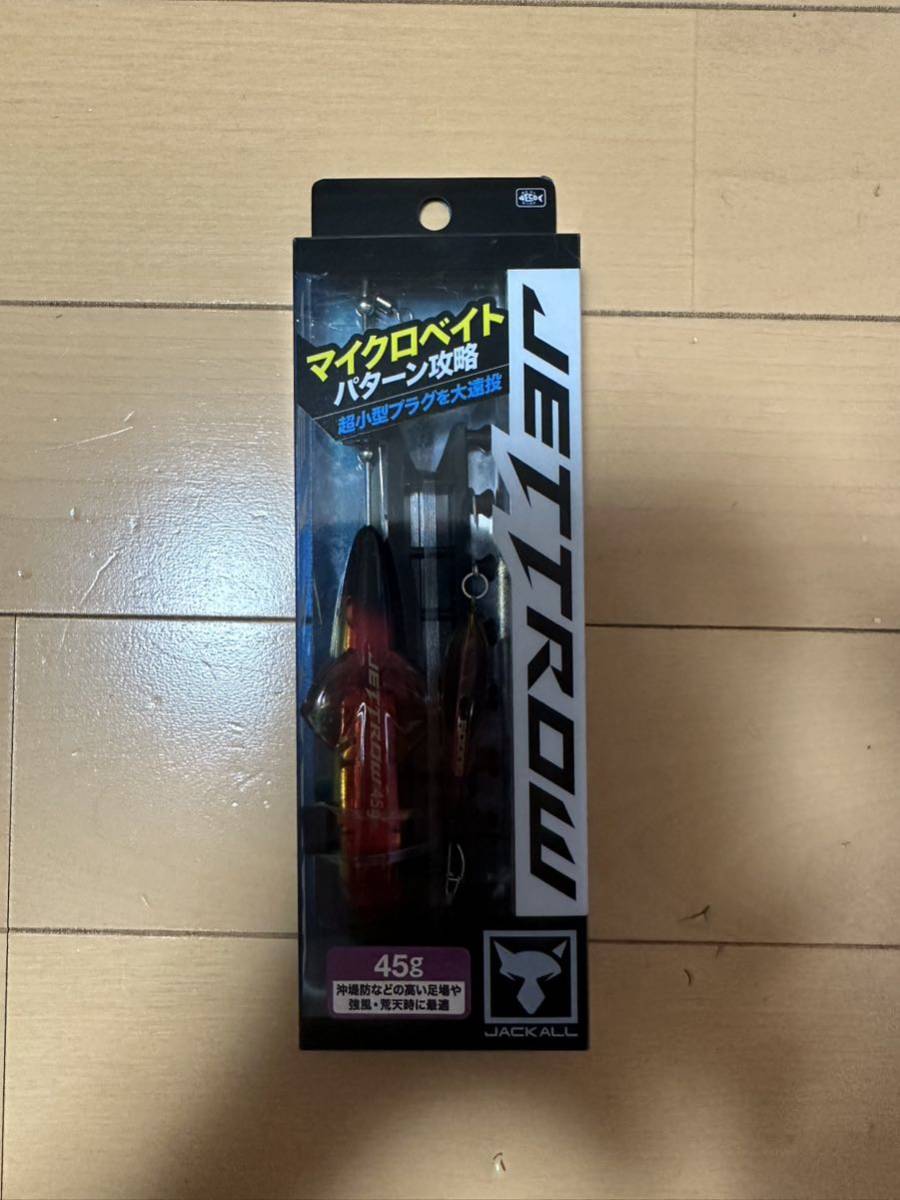 マイクロベイト
パターン攻略
超小型プラグを大遠投
JETTROW
JETTROW 45g
45g
沖堤防などの高い足場や
強風・荒天時に最適
JACKALL